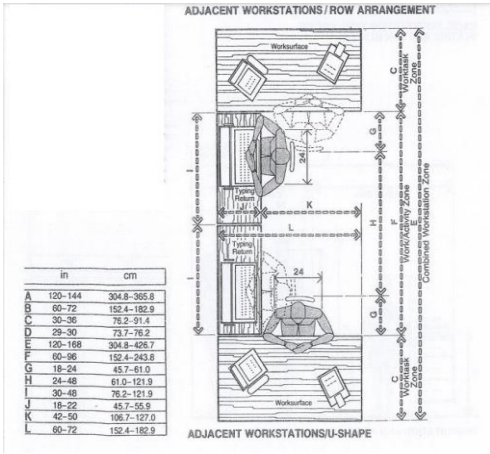 ADJACENT WORKSTATIONS / ROW ARRANGEMENT
Worksurface
C
Worktask
Zone
G
24
Typing
Return
I
K
L
H
F
Work/Activity Zone
E
Combined Workstation Zone
Typing
Return
I
24
G
C
Worktask
Zone
Worksurface
ADJACENT WORKSTATIONS/U-SHAPE
in cm
A 120–144 304.8–365.8
B 60–72 152.4–182.9
C 30–36 76.2–91.4
D 29–30 73.7–76.2
E 120–168 304.8–426.7
F 60–96 152.4–243.8
G 18–24 45.7–61.0
H 24–48 61.0–121.9
I 30–48 76.2–121.9
J 18–22 45.7–55.9
K 42–50 106.7–127.0
L 60–72 152.4–182.9